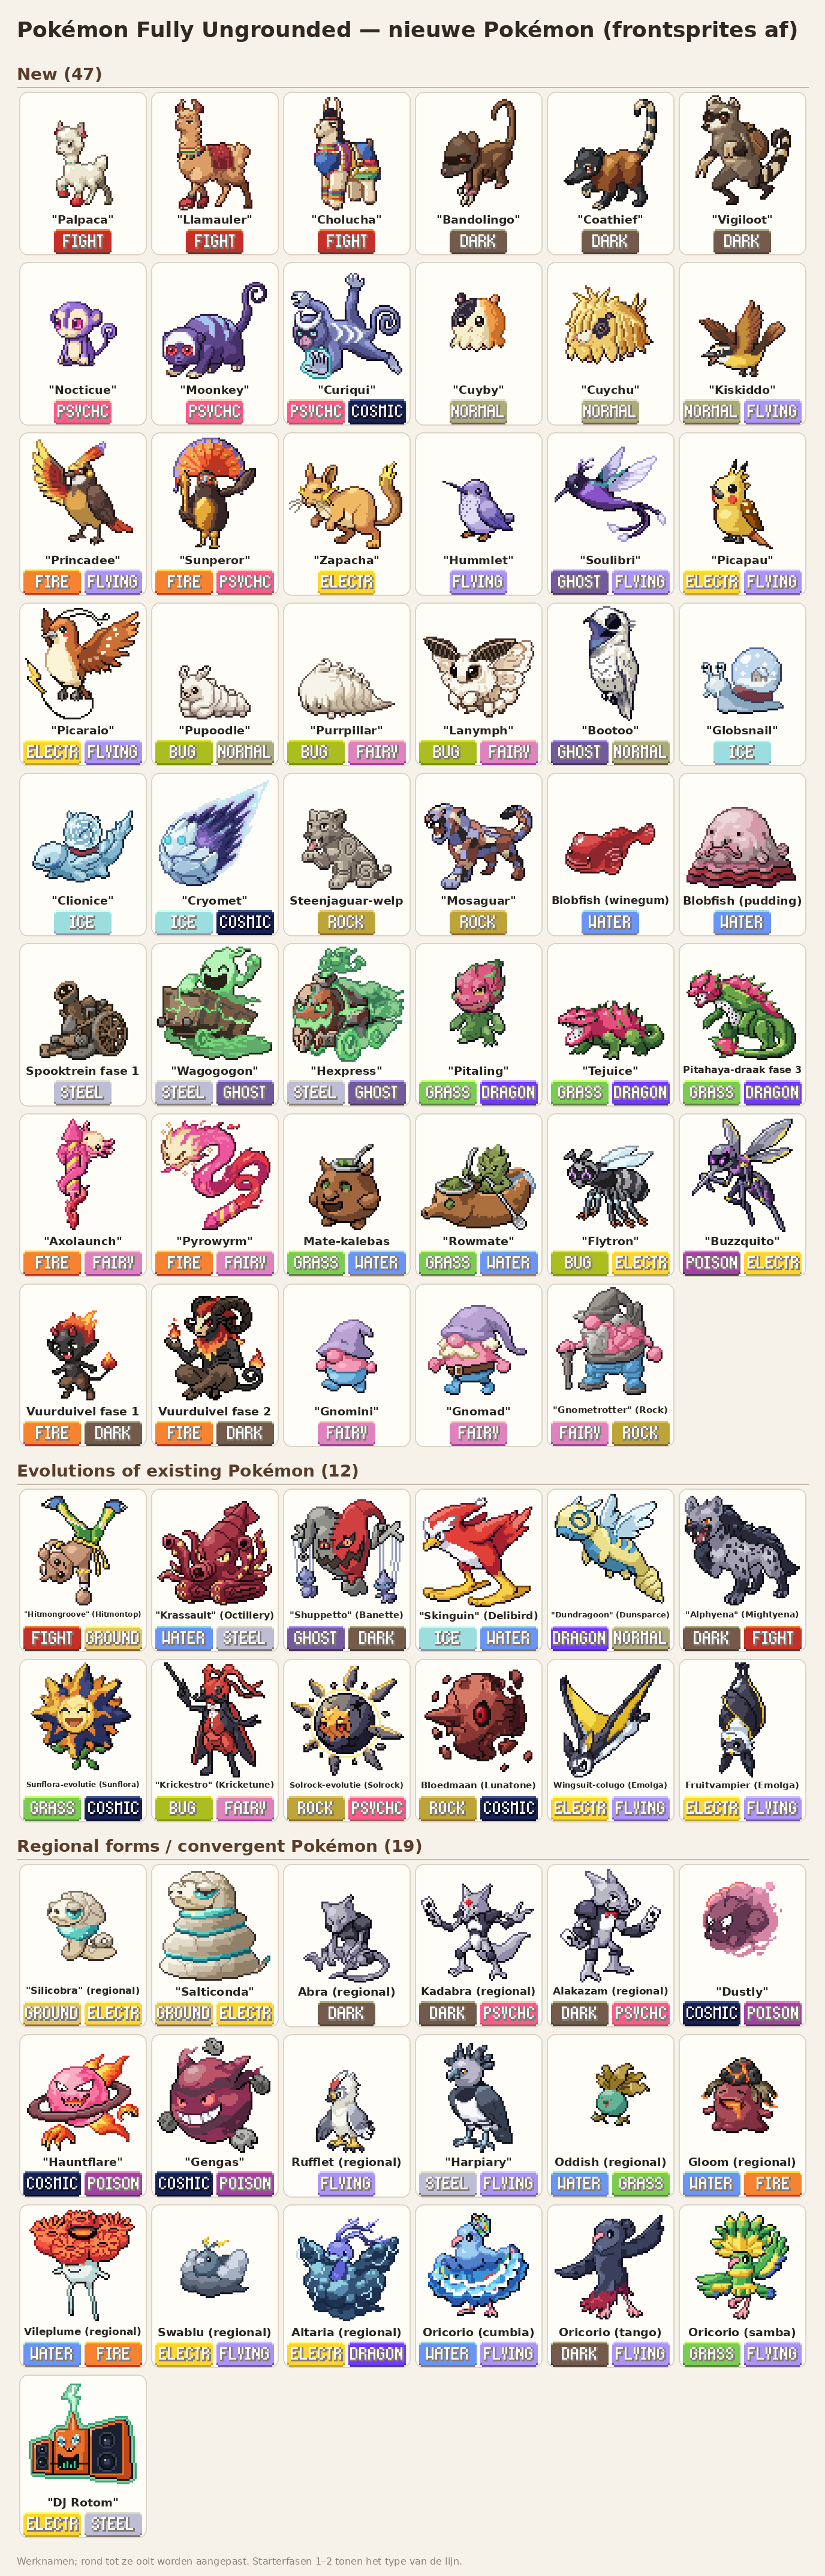 Pokémon Fully Ungrounded — nieuwe Pokémon (frontsprites af)
New (47)
"Palpaca" "Llamauler" "Cholucha" "Bandolingo" "Coathief" "Vigiloot"
FIGHT FIGHT FIGHT DARK DARK DARK
"Nocticue" "Moonkey" "Curiqui" "Cuyby" "Cuychu" "Kiskiddo"
PSYCHC PSYCHC PSYCHC COSMIC NORMAL NORMAL NORMAL FLYING
"Princadee" "Sunperor" "Zapacha" "Hummlet" "Soulibri" "Picapau"
FIRE FLYING FIRE PSYCHC ELECTR FLYING GHOST FLYING ELECTR FLYING
"Picaraio" "Pupoodle" "Purrpillar" "Lanymph" "Bootoo" "Globsnail"
ELECTR FLYING BUG NORMAL BUG FAIRY BUG FAIRY GHOST NORMAL ICE
"Clionice" "Cryomet" Steenjaguar-welp "Mosaguar" Blobfish (winegum) Blobfish (pudding)
ICE ICE COSMIC ROCK ROCK WATER WATER
Spooktrein fase 1 "Wagogogon" "Hexpress" "Pitaling" "Tejuice" Pitahaya-draak fase 3
STEEL STEEL GHOST STEEL GHOST GRASS DRAGON GRASS DRAGON GRASS DRAGON
"Axolaunch" "Pyrowyrm" Mate-kalebas "Rowmate" "Flytron" "Buzzquito"
FIRE FAIRY FIRE FAIRY GRASS WATER GRASS WATER BUG ELECTR POISON ELECTR
Vuurduivel fase 1 Vuurduivel fase 2 "Gnomini" "Gnomad" "Gnometrotter" (Rock)
FIRE DARK FIRE DARK FAIRY FAIRY FAIRY ROCK
Evolutions of existing Pokémon (12)
"Hitmongroove" (Hitmontop) "Krassault" (Octillery) "Shuppetto" (Banette) "Skinguin" (Delibird) "Dundragoon" (Dunsparce) "Alphyena" (Mightyena)
FIGHT GROUND WATER STEEL GHOST DARK ICE WATER DRAGON NORMAL DARK FIGHT
Sunflora-evolutie (Sunflora) "Krickestro" (Kricketune) Solrock-evolutie (Solrock) Bloedmaan (Lunatone) Wingsuit-colugo (Emolga) Fruitvampier (Emolga)
GRASS COSMIC BUG FAIRY ROCK PSYCHC ROCK COSMIC ELECTR FLYING ELECTR FLYING
Regional forms / convergent Pokémon (19)
"Silicobra" (regional) "Salticonda" Abra (regional) Kadabra (regional) Alakazam (regional) "Dustly"
GROUND ELECTR GROUND ELECTR DARK DARK PSYCHC DARK PSYCHC COSMIC POISON
"Hauntflare" "Gengas" Rufflet (regional) "Harpiary" Oddish (regional) Gloom (regional)
COSMIC POISON COSMIC POISON FLYING STEEL FLYING WATER GRASS WATER FIRE
Vileplume (regional) Swablu (regional) Altaria (regional) Oricorio (cumbia) Oricorio (tango) Oricorio (samba)
WATER FIRE ELECTR FLYING ELECTR DRAGON WATER FLYING DARK FLYING GRASS FLYING
"DJ Rotom"
ELECTR STEEL
Werknamen; rond tot ze ooit worden aangepast. Starterfasen 1–2 tonen het type van de lijn.